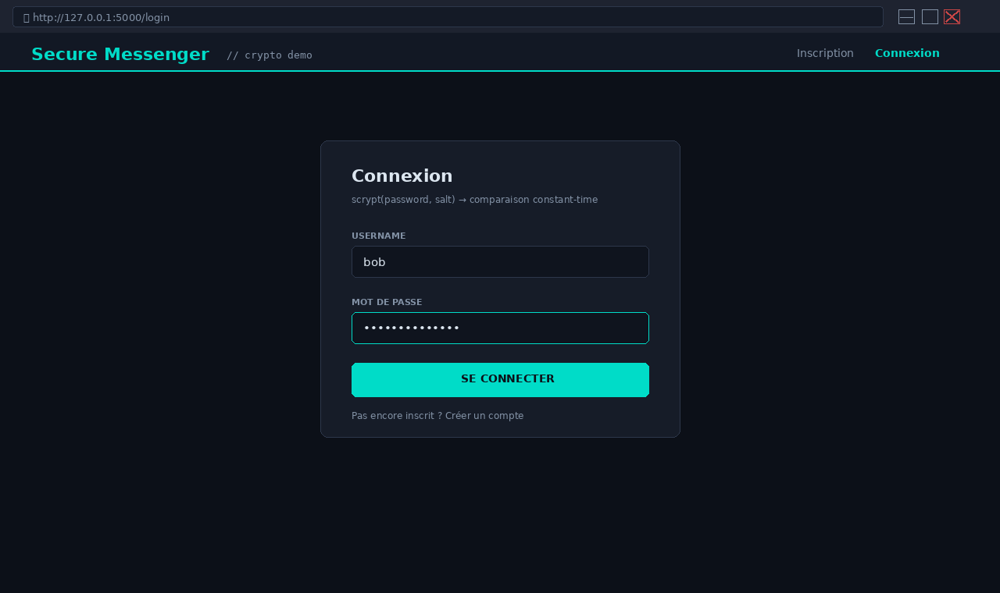 http://127.0.0.1:5000/login
Secure Messenger // crypto demo Inscription Connexion
Connexion
scrypt(password, salt) → comparaison constant-time
USERNAME
bob
MOT DE PASSE
••••••••••••••
SE CONNECTER
Pas encore inscrit ? Créer un compte